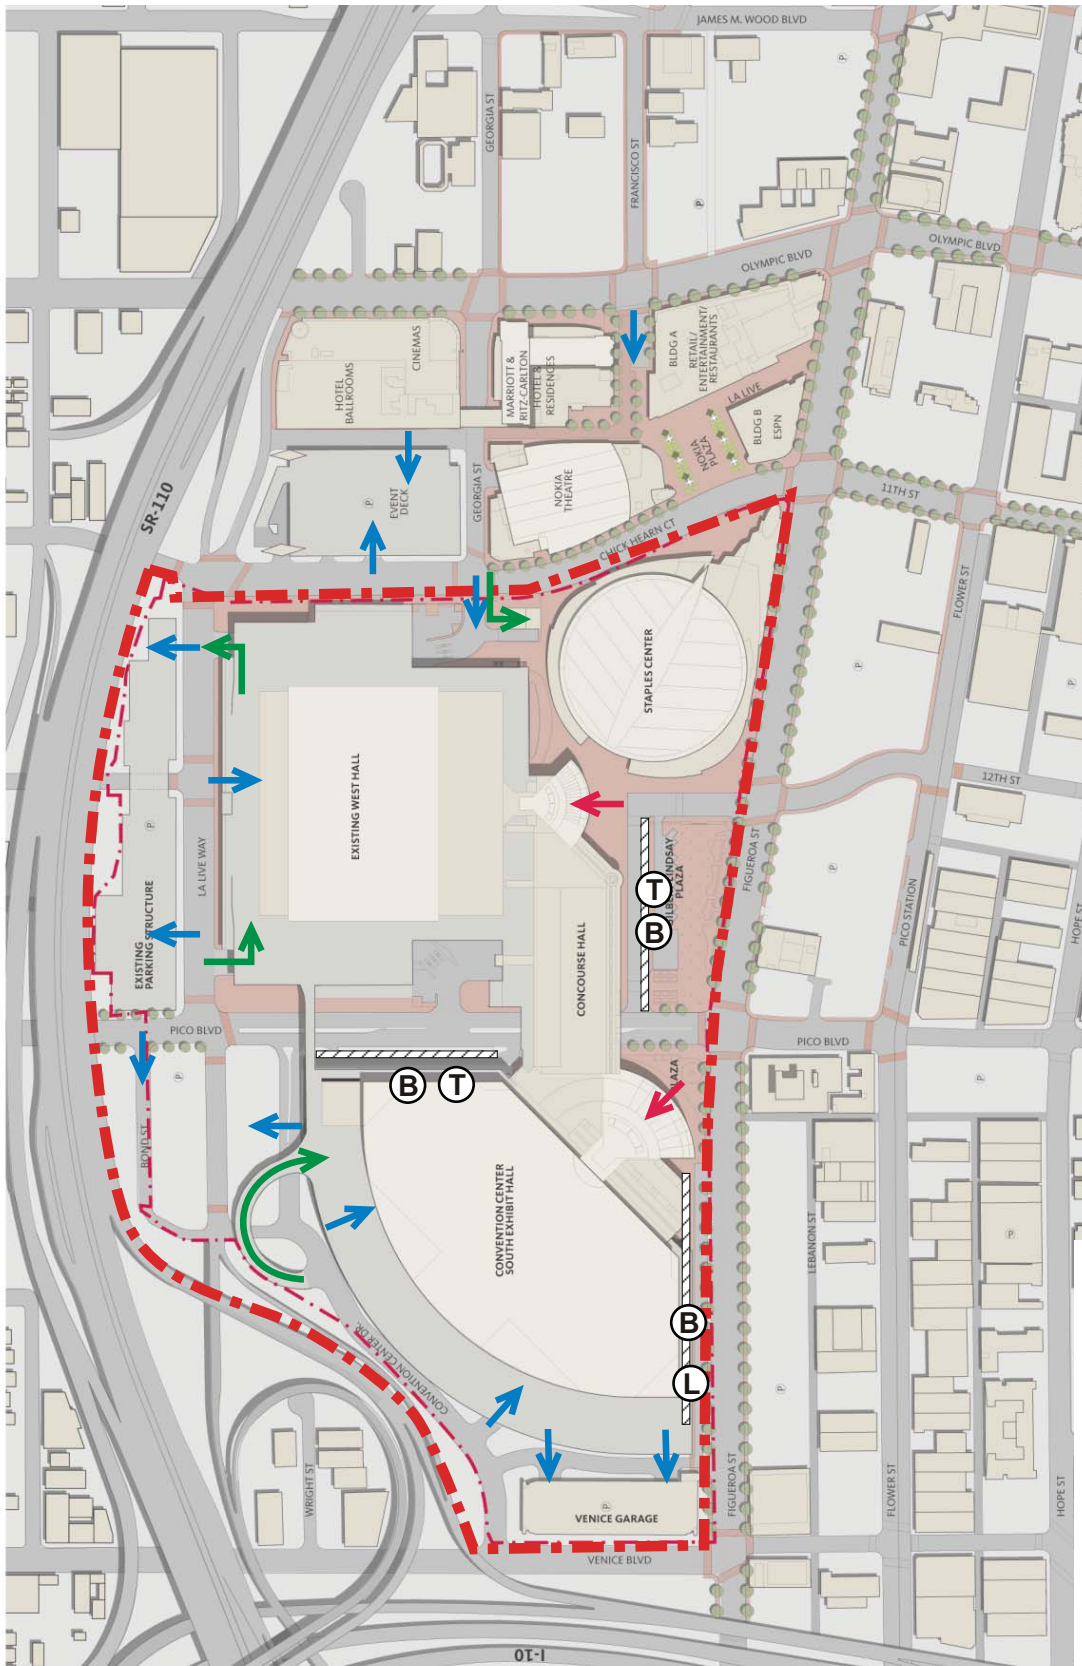 JAMES M. WOOD BLVD
GEORGIA ST
FRANCISCO ST
P
P
OLYMPIC BLVD
OLYMPIC BLVD
CINEMAS
HOTEL
BALLROOMS
MARRIOTT &
RITZ-CARLTON
HOTEL &
RESIDENCES
BLDG A
RETAIL/
ENTERTAINMENT/
RESTAURANTS
LA LIVE
BLDG B
ESPN
NOKIA
PLAZA
SR-110
EVENT
DECK
P
GEORGIA ST
NOKIA
THEATRE
CHICK HEARN CT
11TH ST
FLOWER ST
STAPLES CENTER
P
P
12TH ST
EXISTING WEST HALL
LA LIVE WAY
P
EXISTING
PARKING STRUCTURE
CONCOURSE HALL
LINDSAY
PLAZA
T
B
FIGUEROA ST
P
PICO STATION
HOPE ST
PICO BLVD
PICO BLVD
B
T
PLAZA
P
P
BOND ST
CONVENTION CENTER
SOUTH EXHIBIT HALL
LEBANON ST
P
CONVENTION CENTER DR.
B
L
P
WRIGHT ST
FIGUEROA ST
FLOWER ST
HOPE ST
P
VENICE GARAGE
VENICE BLVD
I-10